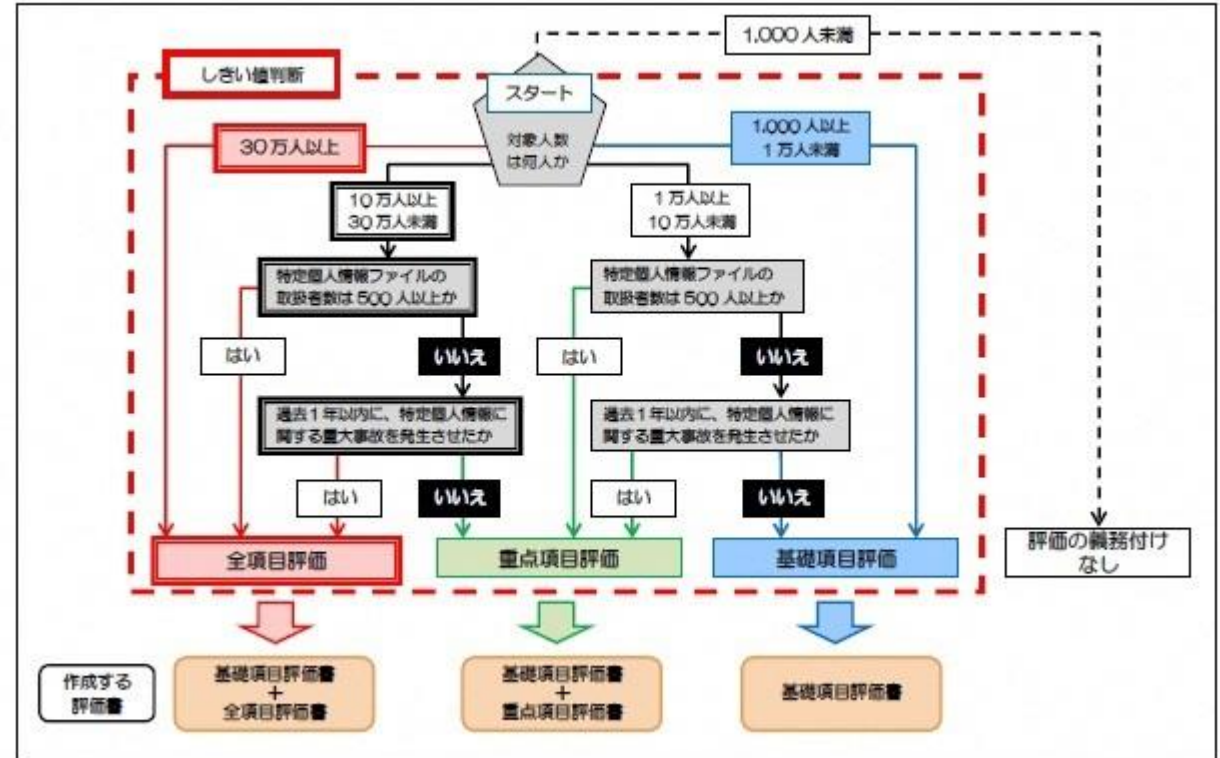 1,000人未満
しきい値判断
スタート
対象人数
は何人か
30万人以上
1,000人以上
1万人未満
10万人以上
30万人未満
1万人以上
10万人未満
特定個人情報ファイルの
取扱者数は500人以上か
特定個人情報ファイルの
取扱者数は500人以上か
はい
いいえ
はい
いいえ
過去1年以内に、特定個人情報に
関する重大事故を発生させたか
過去1年以内に、特定個人情報に
関する重大事故を発生させたか
はい
いいえ
はい
いいえ
全項目評価
重点項目評価
基礎項目評価
評価の義務付け
なし
作成する
評価書
基礎項目評価書
+
全項目評価書
基礎項目評価書
+
重点項目評価書
基礎項目評価書